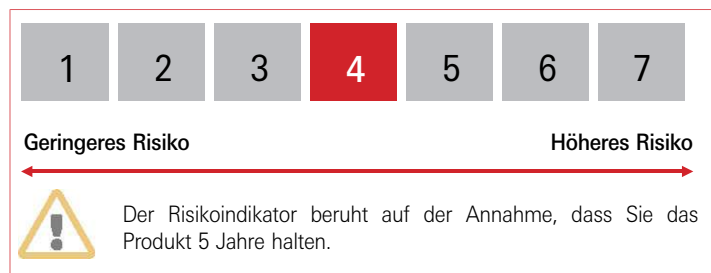 1 2 3 4 5 6 7
Geringeres Risiko Höheres Risiko
Der Risikoindikator beruht auf der Annahme, dass Sie das
Produkt 5 Jahre halten.